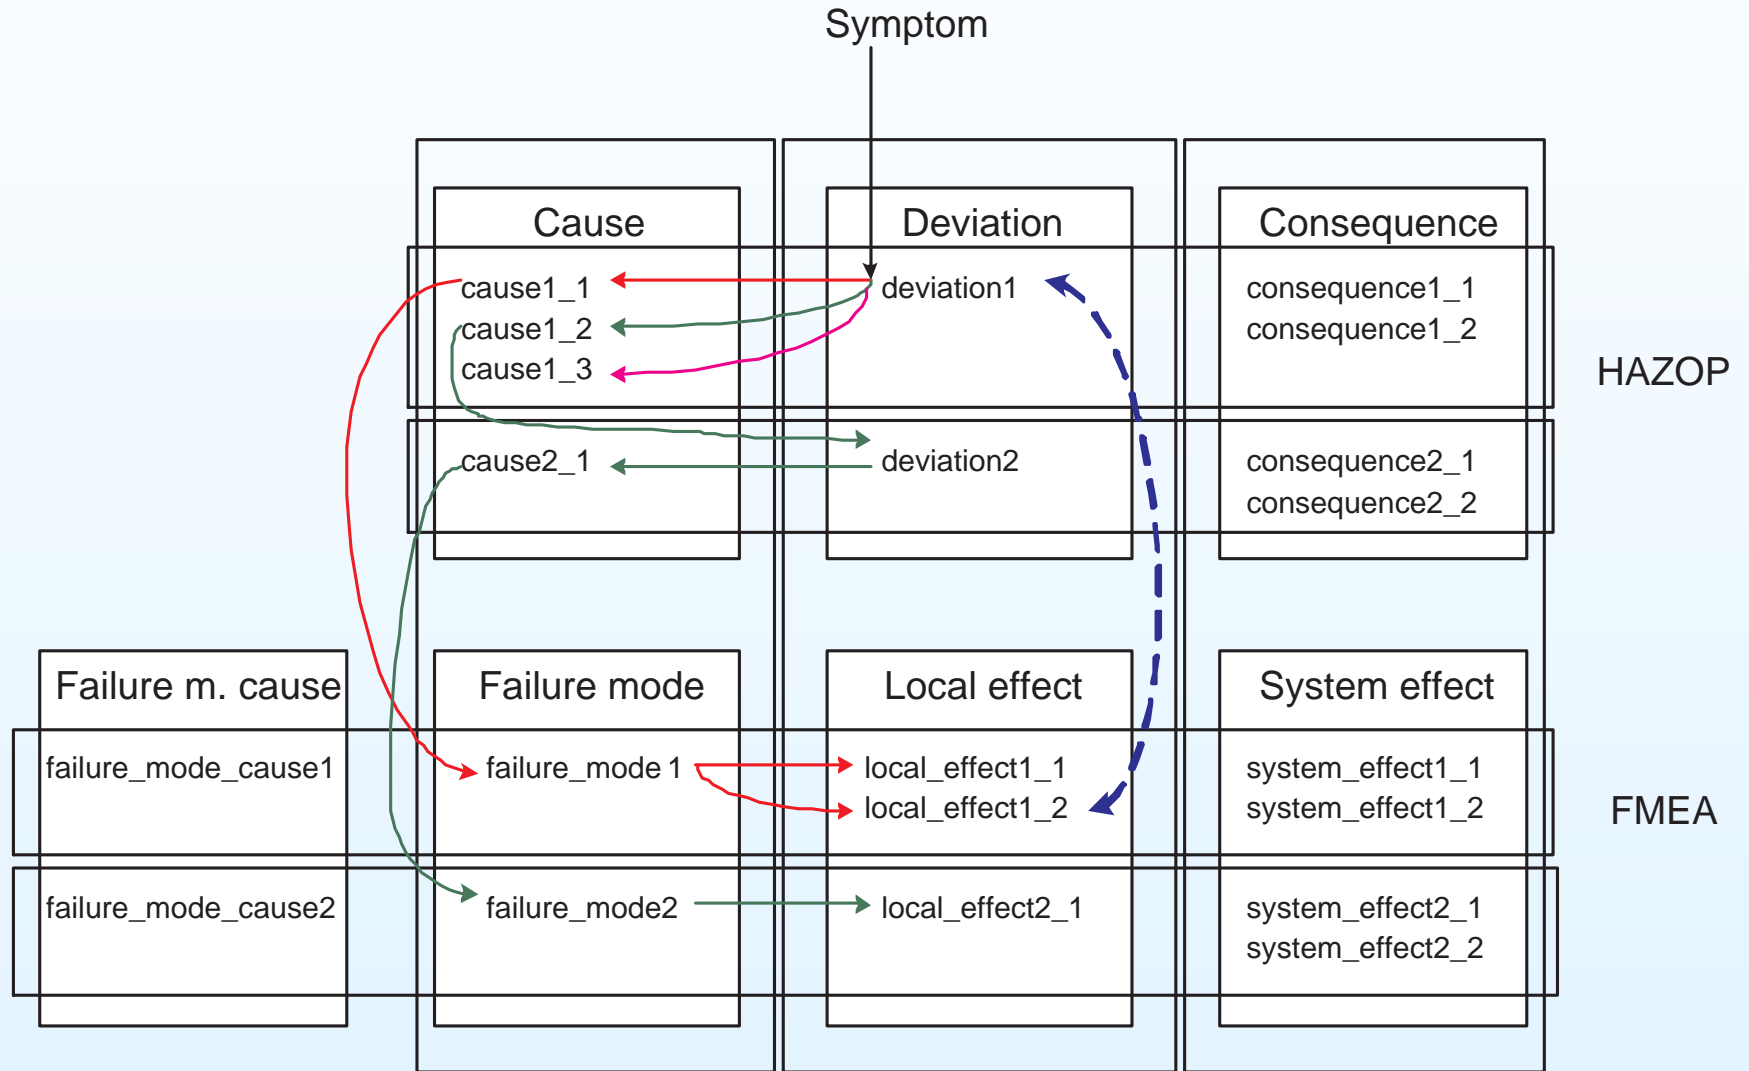 Symptom
Cause
cause1_1
cause1_2
cause1_3
cause2_1
Deviation
deviation1
deviation2
Consequence
consequence1_1
consequence1_2
consequence2_1
consequence2_2
HAZOP
Failure m. cause
failure_mode_cause1
failure_mode_cause2
Failure mode
failure_mode 1
failure_mode2
Local effect
local_effect1_1
local_effect1_2
local_effect2_1
System effect
system_effect1_1
system_effect1_2
system_effect2_1
system_effect2_2
FMEA